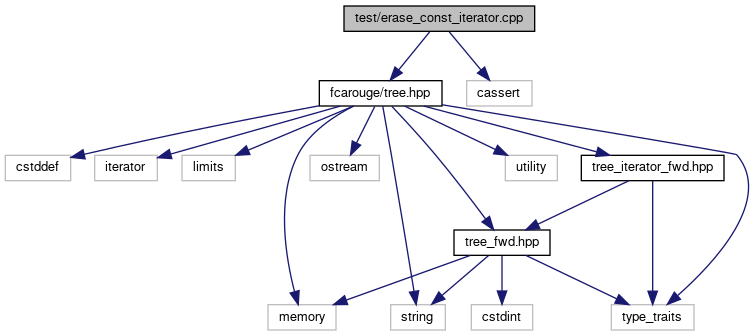 test/erase_const_iterator.cpp
fcarouge/tree.hpp
cassert
cstddef
iterator
limits
ostream
utility
tree_iterator_fwd.hpp
tree_fwd.hpp
memory
string
cstdint
type_traits